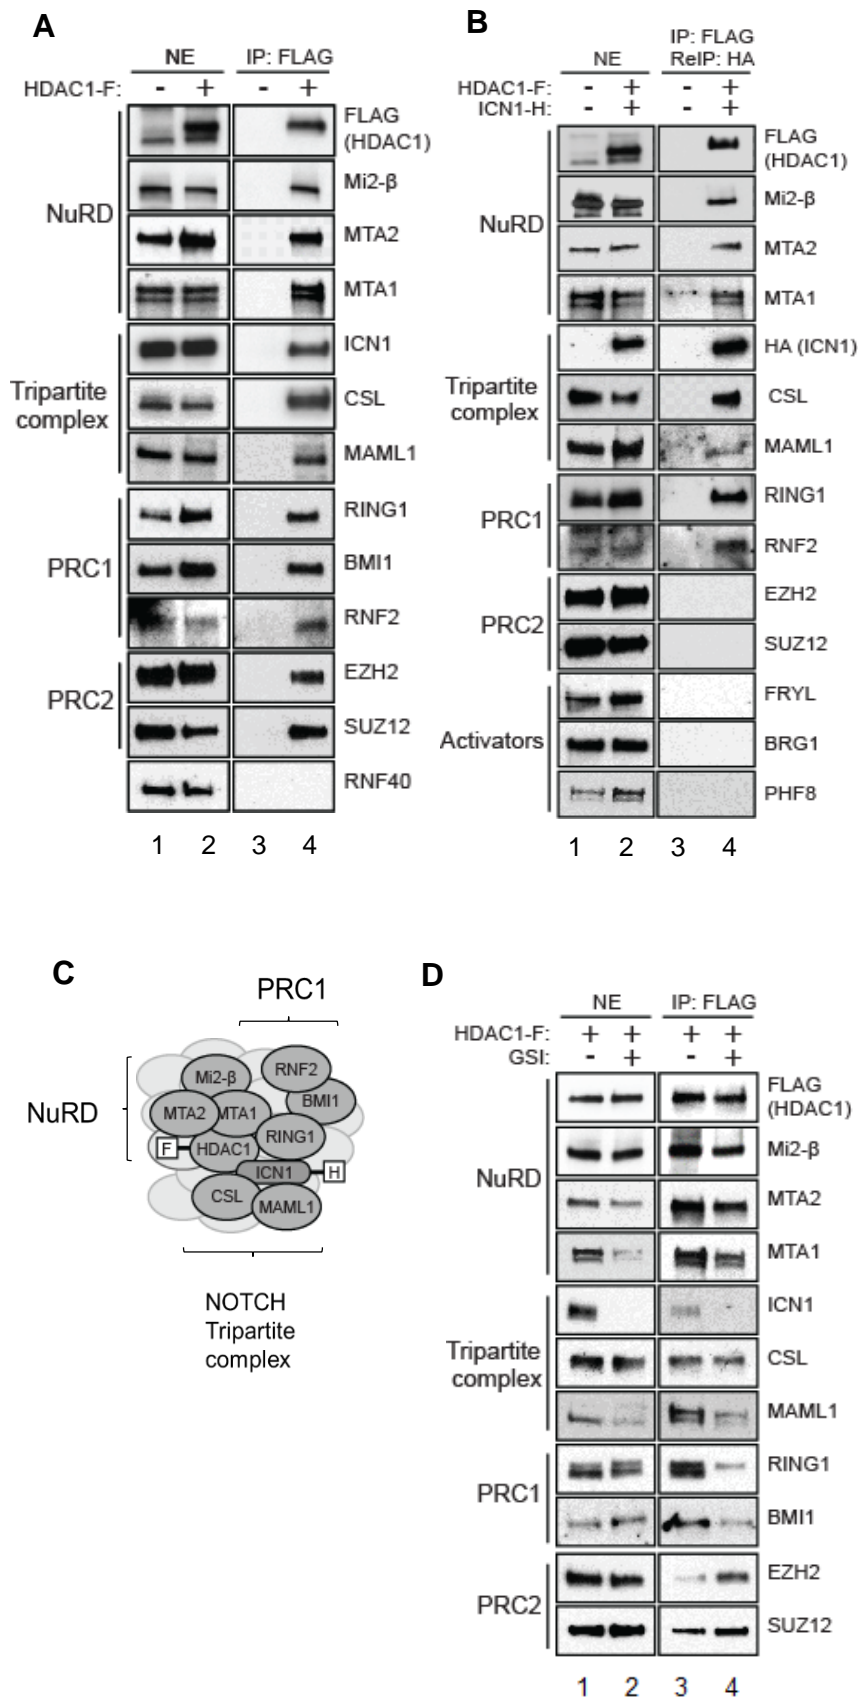 A
NE
IP: FLAG
HDAC1-F:
-
+
-
+
NuRD
FLAG
(HDAC1)
Mi2-β
MTA2
MTA1
Tripartite
complex
ICN1
CSL
MAML1
PRC1
RING1
BMI1
RNF2
PRC2
EZH2
SUZ12
RNF40
1
2
3
4
B
NE
IP: FLAG
ReIP: HA
HDAC1-F:
-
+
-
+
ICN1-H:
-
+
-
+
NuRD
FLAG
(HDAC1)
Mi2-β
MTA2
MTA1
Tripartite
complex
HA (ICN1)
CSL
MAML1
PRC1
RING1
RNF2
PRC2
EZH2
SUZ12
Activators
FRYL
BRG1
PHF8
1
2
3
4
C
PRC1
NuRD
Mi2-β
RNF2
MTA2
MTA1
BMI1
F
HDAC1
RING1
ICN1
H
CSL
MAML1
NOTCH
Tripartite
complex
D
NE
IP: FLAG
HDAC1-F:
+
+
+
+
GSI:
-
+
-
+
NuRD
FLAG
(HDAC1)
Mi2-β
MTA2
MTA1
Tripartite
complex
ICN1
CSL
MAML1
PRC1
RING1
BMI1
PRC2
EZH2
SUZ12
1
2
3
4